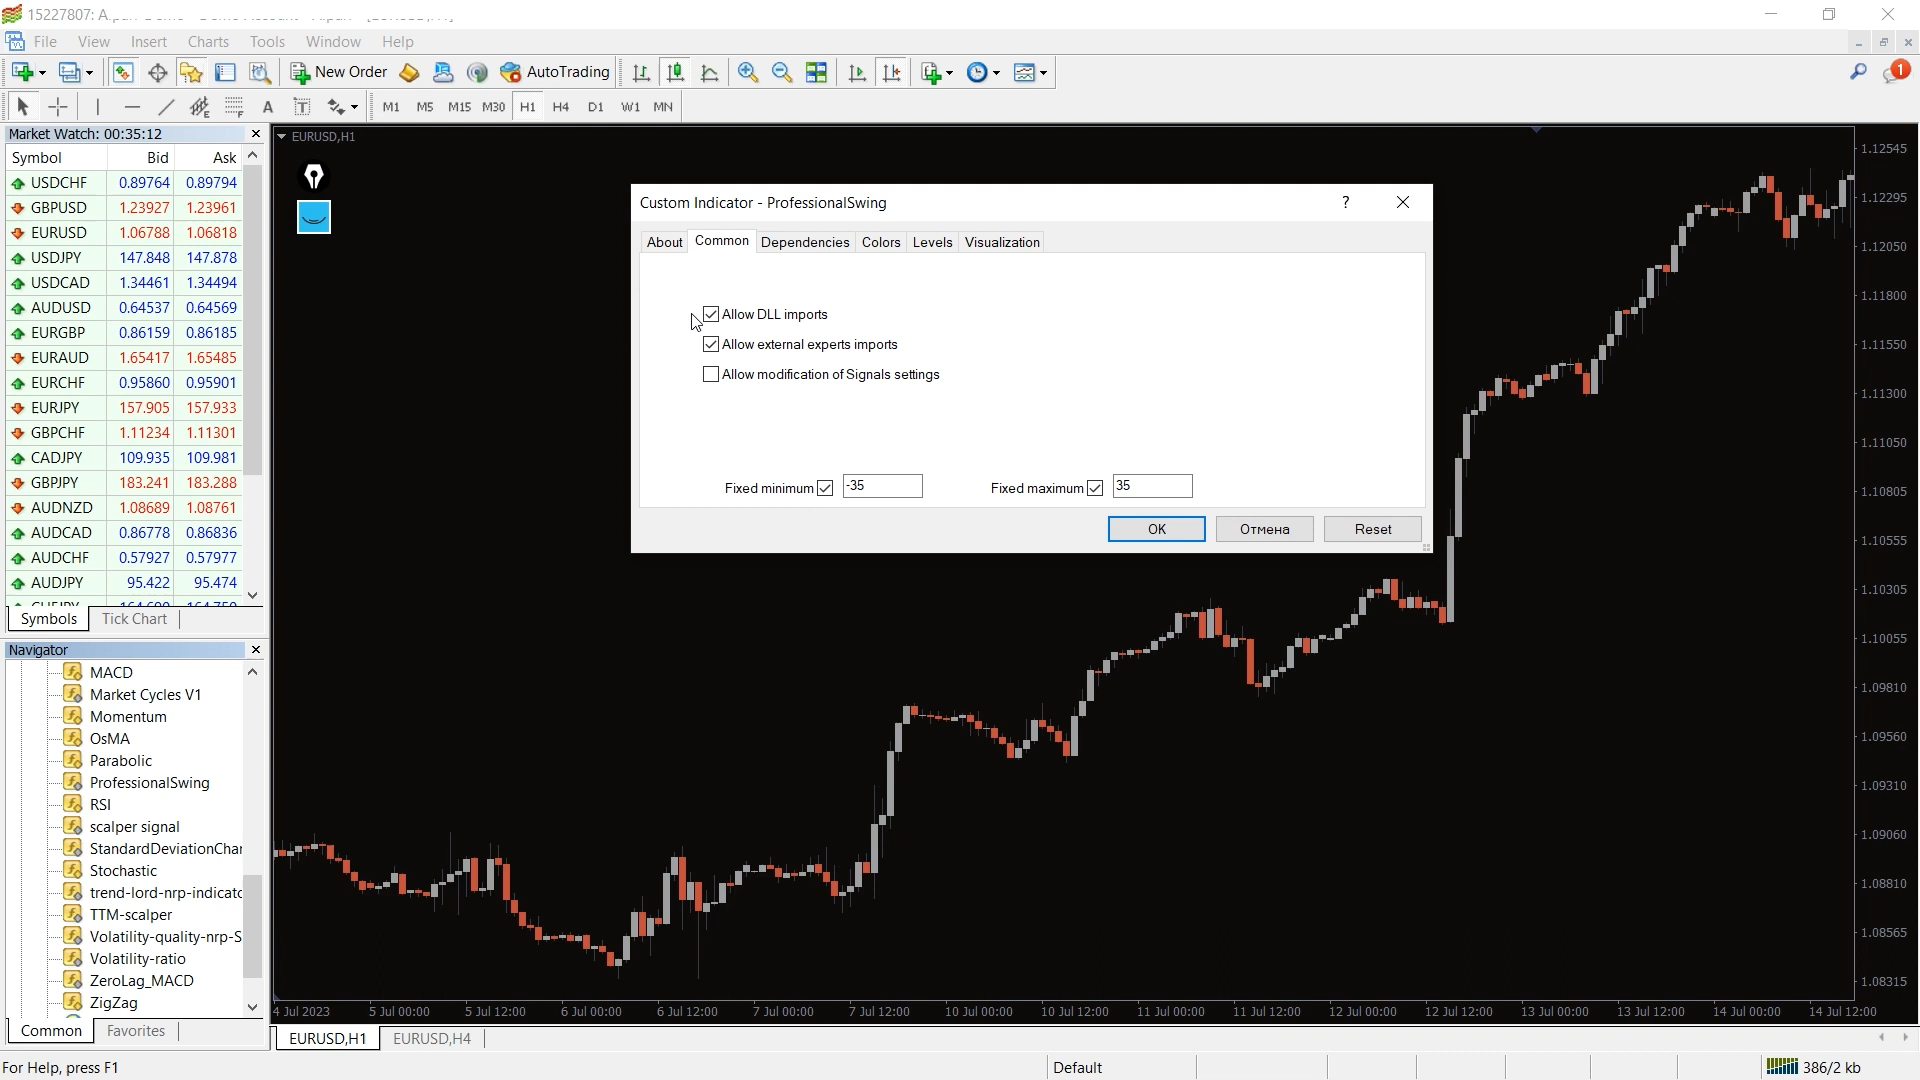 15227807: A
File View Insert Charts Tools Window Help
New Order AutoTrading 1
A T M1 M5 M15 M30 H1 H4 D1 W1 MN
Market Watch: 00:35:12
Symbol Bid Ask
USDCHF 0.89764 0.89794
GBPUSD 1.23927 1.23961
EURUSD 1.06788 1.06818
USDJPY 147.848 147.878
USDCAD 1.34461 1.34494
AUDUSD 0.64537 0.64569
EURGBP 0.86159 0.86185
EURAUD 1.65417 1.65485
EURCHF 0.95860 0.95901
EURJPY 157.905 157.933
GBPCHF 1.11234 1.11301
CADJPY 109.935 109.981
GBPJPY 183.241 183.288
AUDNZD 1.08689 1.08761
AUDCAD 0.86778 0.86836
AUDCHF 0.57927 0.57977
AUDJPY 95.422 95.474
Symbols Tick Chart
Navigator
MACD
Market Cycles V1
Momentum
OsMA
Parabolic
ProfessionalSwing
RSI
scalper signal
StandardDeviationChar
Stochastic
trend-lord-nrp-indicato
TTM-scalper
Volatility-quality-nrp-S
Volatility-ratio
ZeroLag_MACD
ZigZag
Common Favorites
EURUSD,H1
Custom Indicator - ProfessionalSwing ?
About Common Dependencies Colors Levels Visualization
Allow DLL imports
Allow external experts imports
Allow modification of Signals settings
Fixed minimum -35 Fixed maximum 35
OK Отмена Reset
1.12545
1.12295
1.12050
1.11800
1.11550
1.11300
1.11050
1.10805
1.10555
1.10305
1.10055
1.09810
1.09560
1.09310
1.09060
1.08810
1.08565
1.08315
4 Jul 2023 5 Jul 00:00 5 Jul 12:00 6 Jul 00:00 6 Jul 12:00 7 Jul 00:00 7 Jul 12:00 10 Jul 00:00 10 Jul 12:00 11 Jul 00:00 11 Jul 12:00 12 Jul 00:00 12 Jul 12:00 13 Jul 00:00 13 Jul 12:00 14 Jul 00:00 14 Jul 12:00
EURUSD,H1 EURUSD,H4
For Help, press F1 Default 386/2 kb